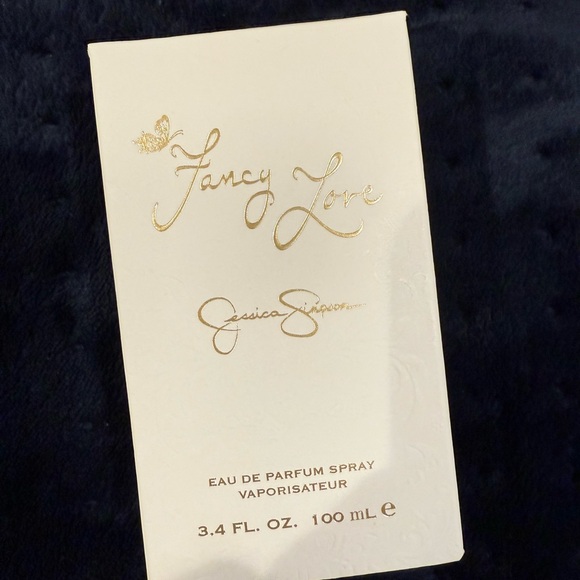 Fancy Love
Jessica Simpson
EAU DE PARFUM SPRAY
VAPORISATEUR
3.4 FL. OZ. 100 mL ℮